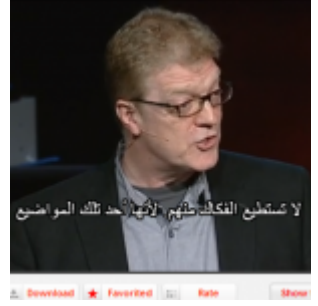 لا تستطيع الفكاك منهم لأنها أحد تلك المواضيع
Download Favorited Rate Show